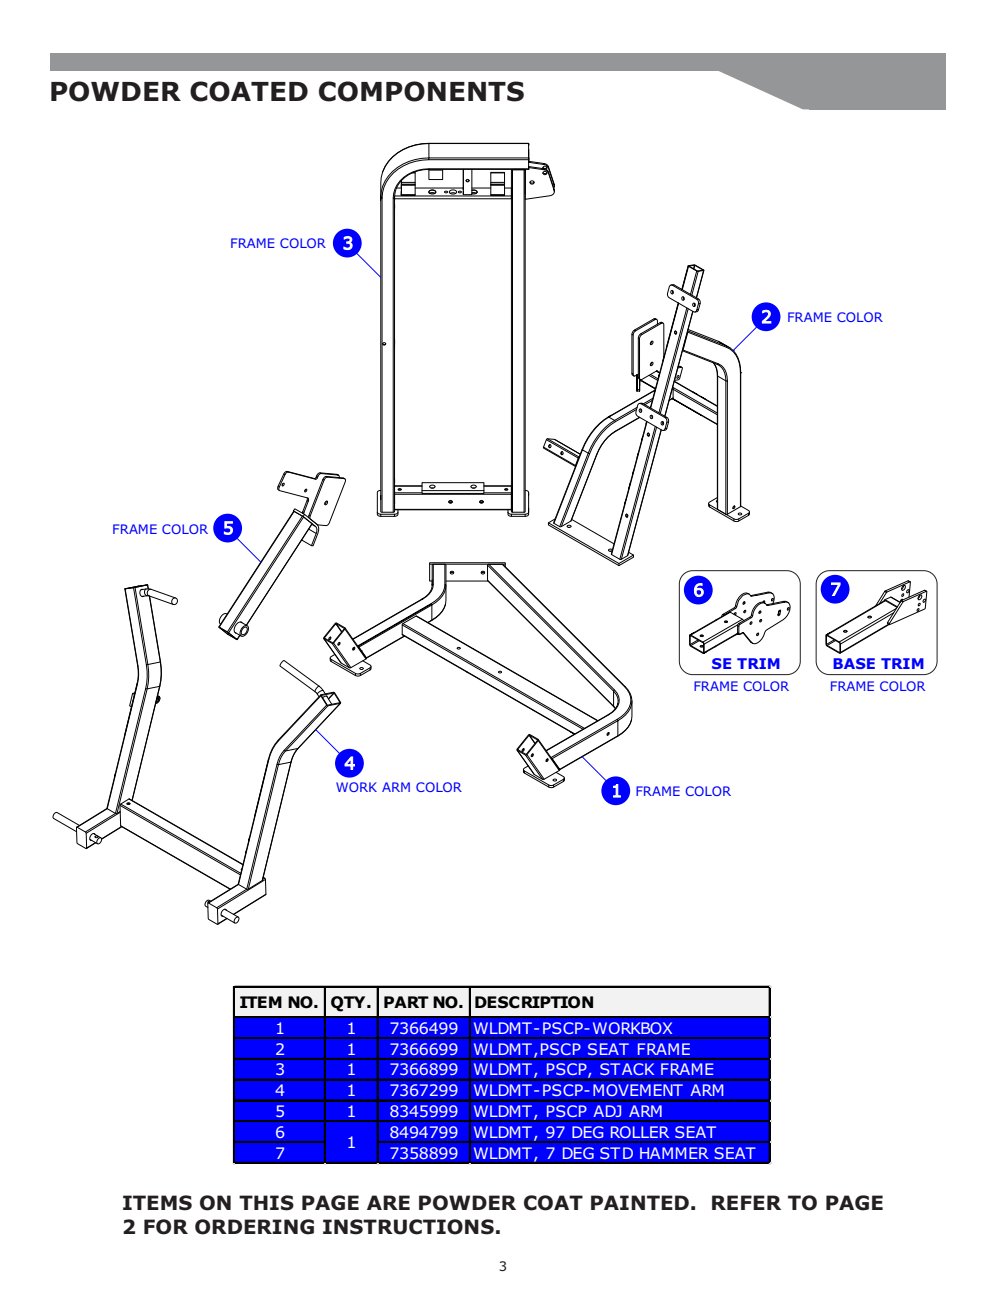 POWDER COATED COMPONENTS
FRAME COLOR 3
2 FRAME COLOR
FRAME COLOR 5
6
SE TRIM
FRAME COLOR
7
BASE TRIM
FRAME COLOR
4
WORK ARM COLOR
1 FRAME COLOR
ITEM NO. QTY. PART NO. DESCRIPTION
1 1 7366499 WLDMT-PSCP-WORKBOX
2 1 7366699 WLDMT,PSCP SEAT FRAME
3 1 7366899 WLDMT, PSCP, STACK FRAME
4 1 7367299 WLDMT-PSCP-MOVEMENT ARM
5 1 8345999 WLDMT, PSCP ADJ ARM
6 1 8494799 WLDMT, 97 DEG ROLLER SEAT
7 7358899 WLDMT, 7 DEG STD HAMMER SEAT
ITEMS ON THIS PAGE ARE POWDER COAT PAINTED. REFER TO PAGE
2 FOR ORDERING INSTRUCTIONS.
3